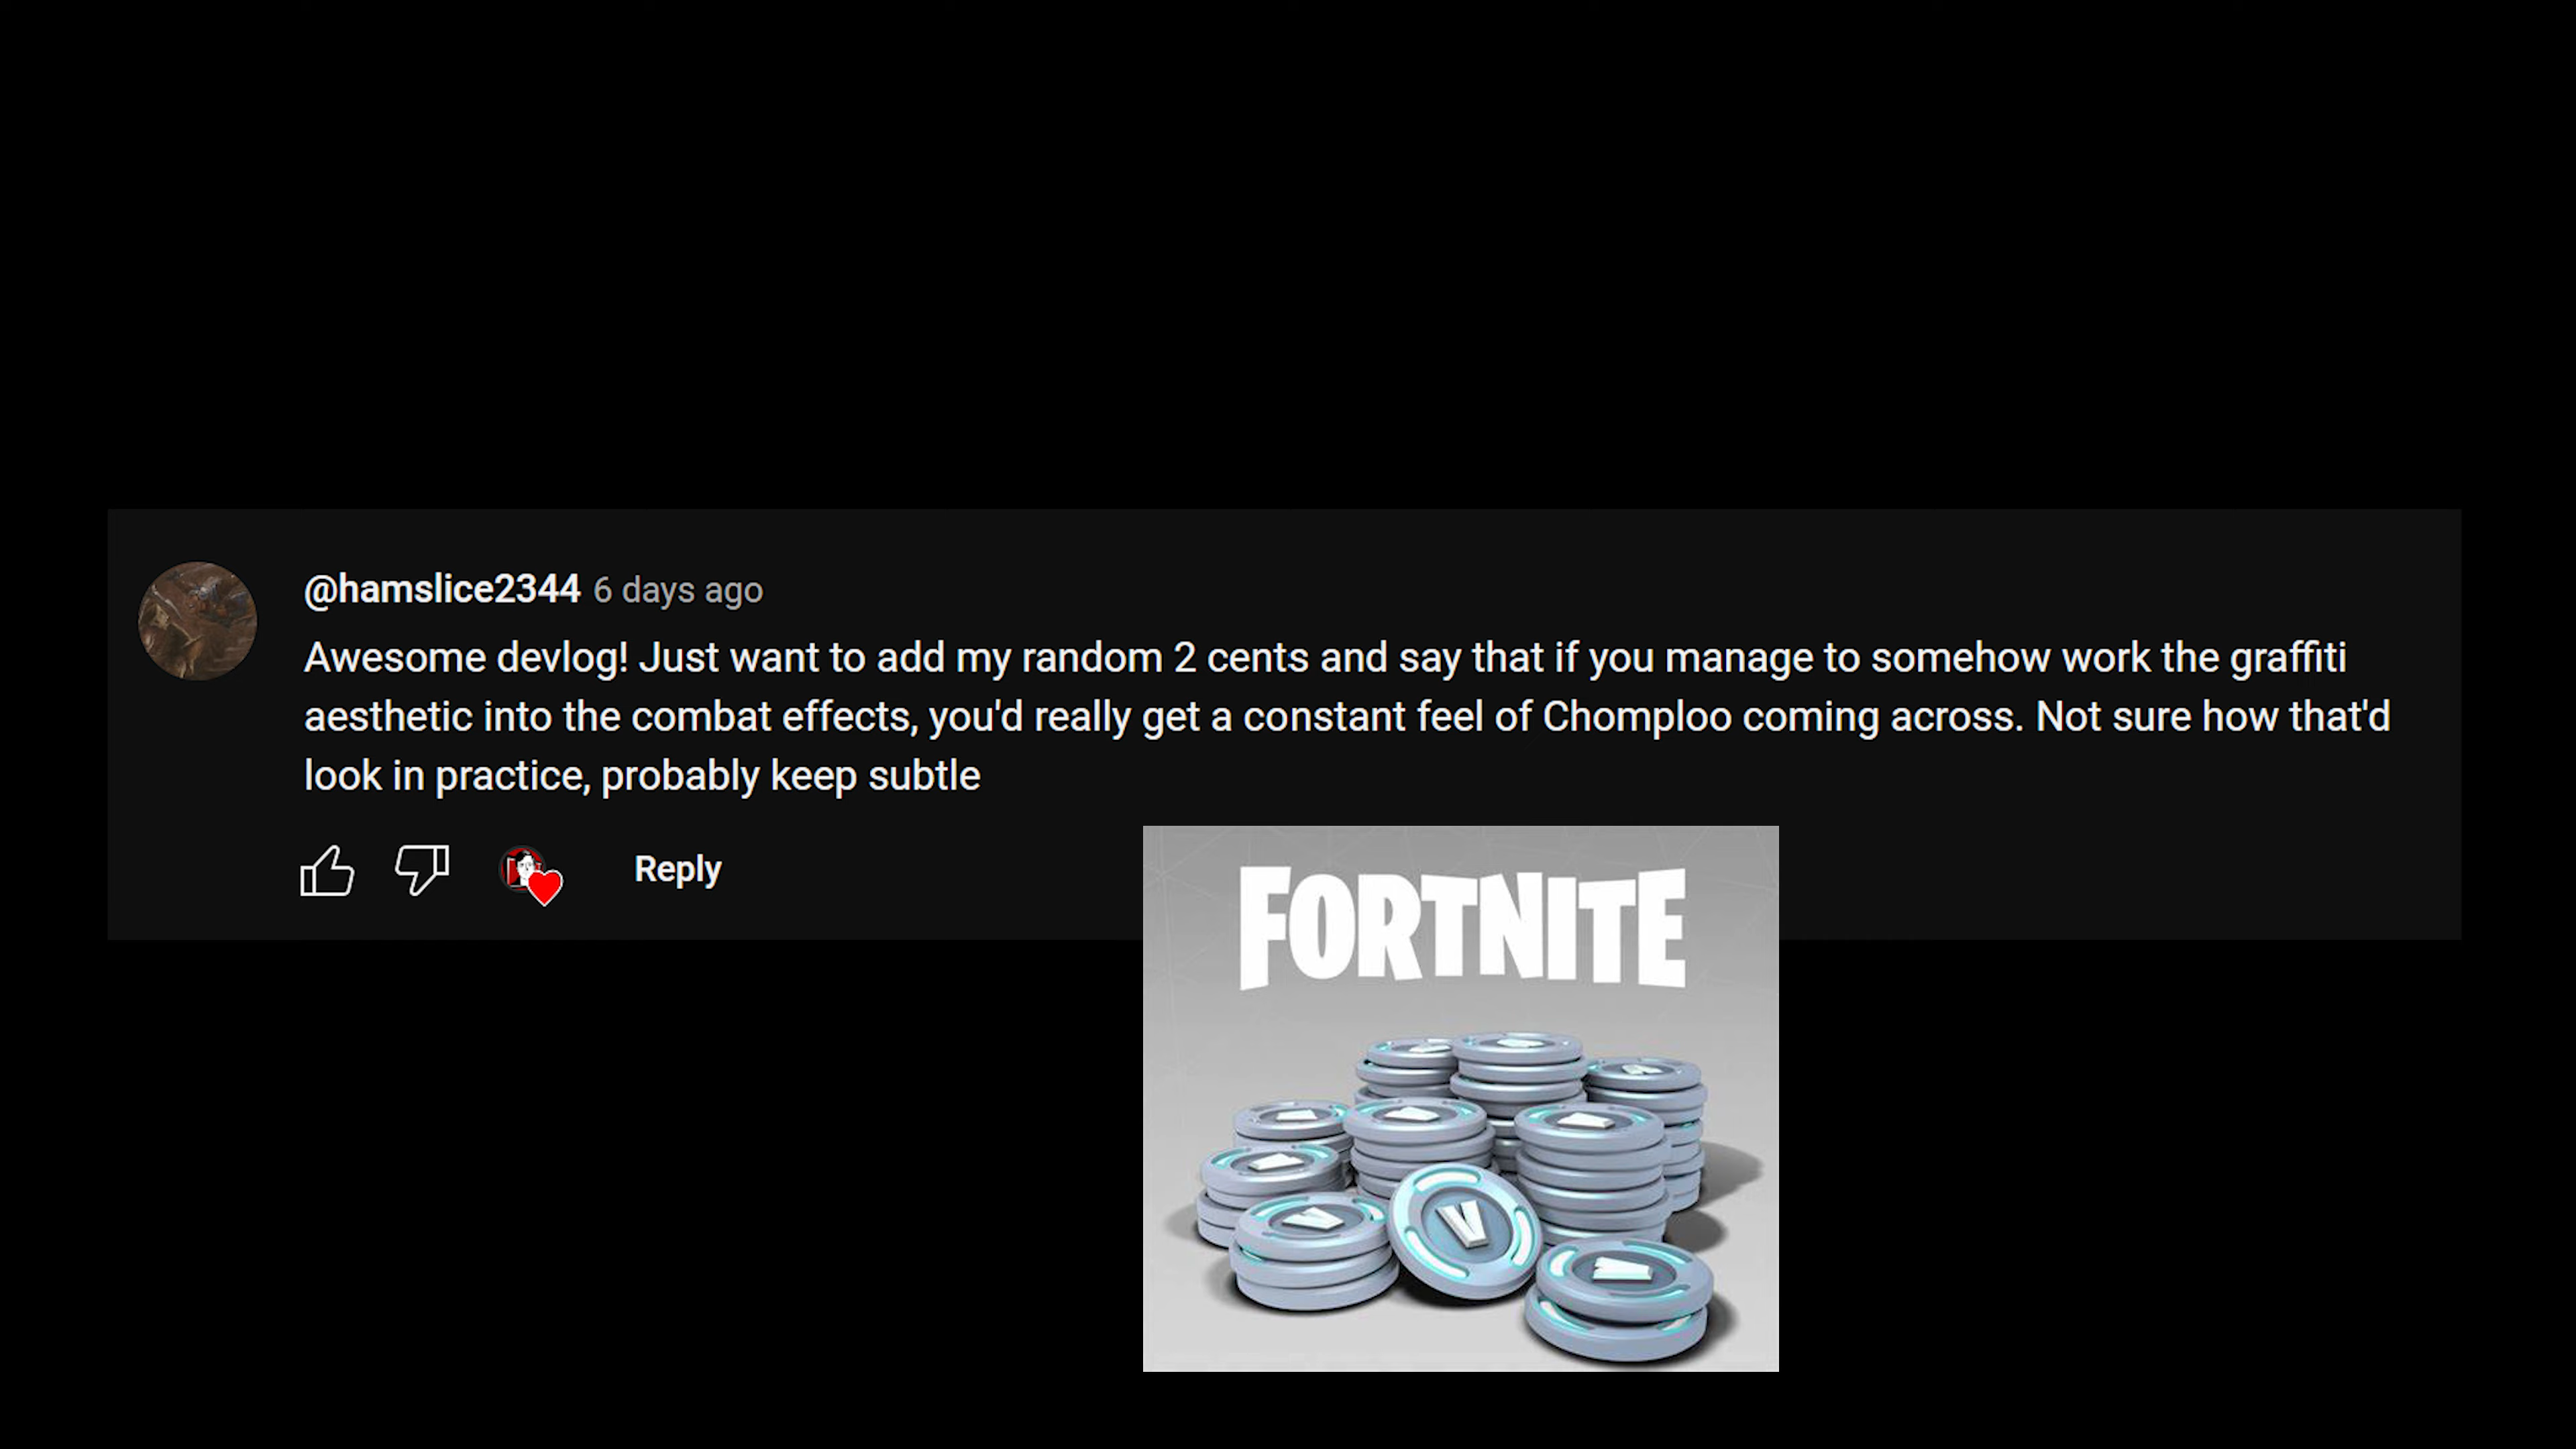 @hamslice2344 6 days ago
Awesome devlog! Just want to add my random 2 cents and say that if you manage to somehow work the graffiti
aesthetic into the combat effects, you'd really get a constant feel of Chomploo coming across. Not sure how that'd
look in practice, probably keep subtle
Reply
FORTNITE
V